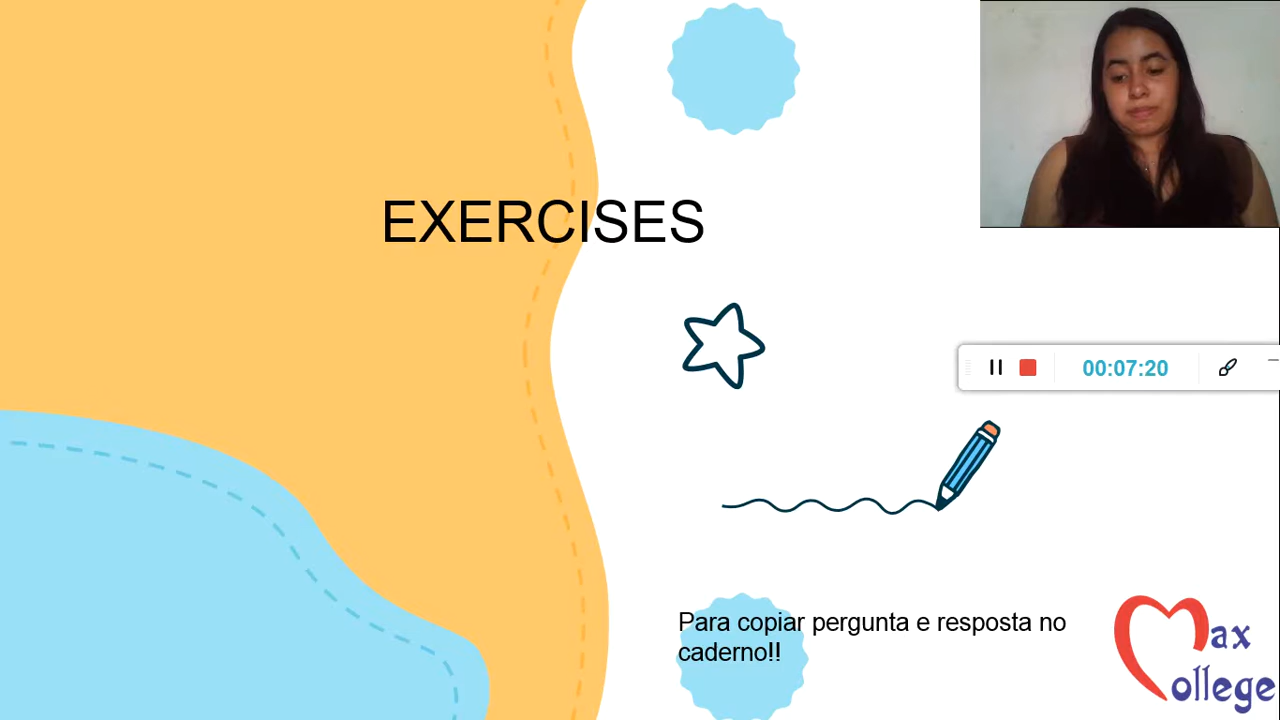 EXERCISES
00:07:20
Para copiar pergunta e resposta no
caderno!!
Max
College